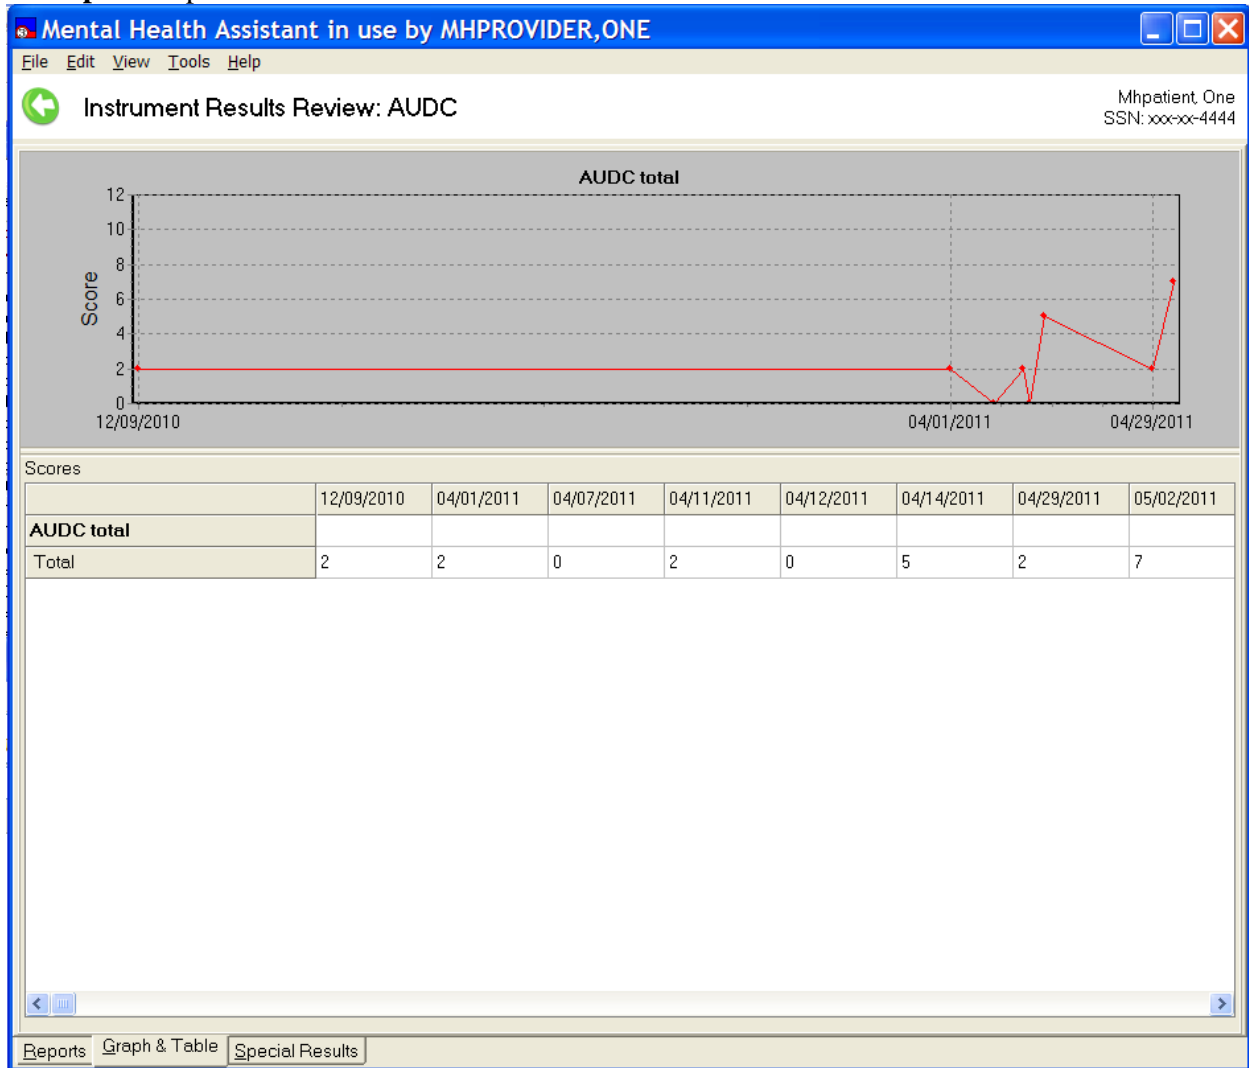 Mental Health Assistant in use by MHPROVIDER,ONE
File Edit View Tools Help
Instrument Results Review: AUDC
Mhpatient, One
SSN: xxx-xx-4444
AUDC total
12
10
8
6
4
2
0
Score
12/09/2010 04/01/2011 04/29/2011
Scores
12/09/2010 04/01/2011 04/07/2011 04/11/2011 04/12/2011 04/14/2011 04/29/2011 05/02/2011
AUDC total
Total 2 2 0 2 0 5 2 7
Reports Graph & Table Special Results